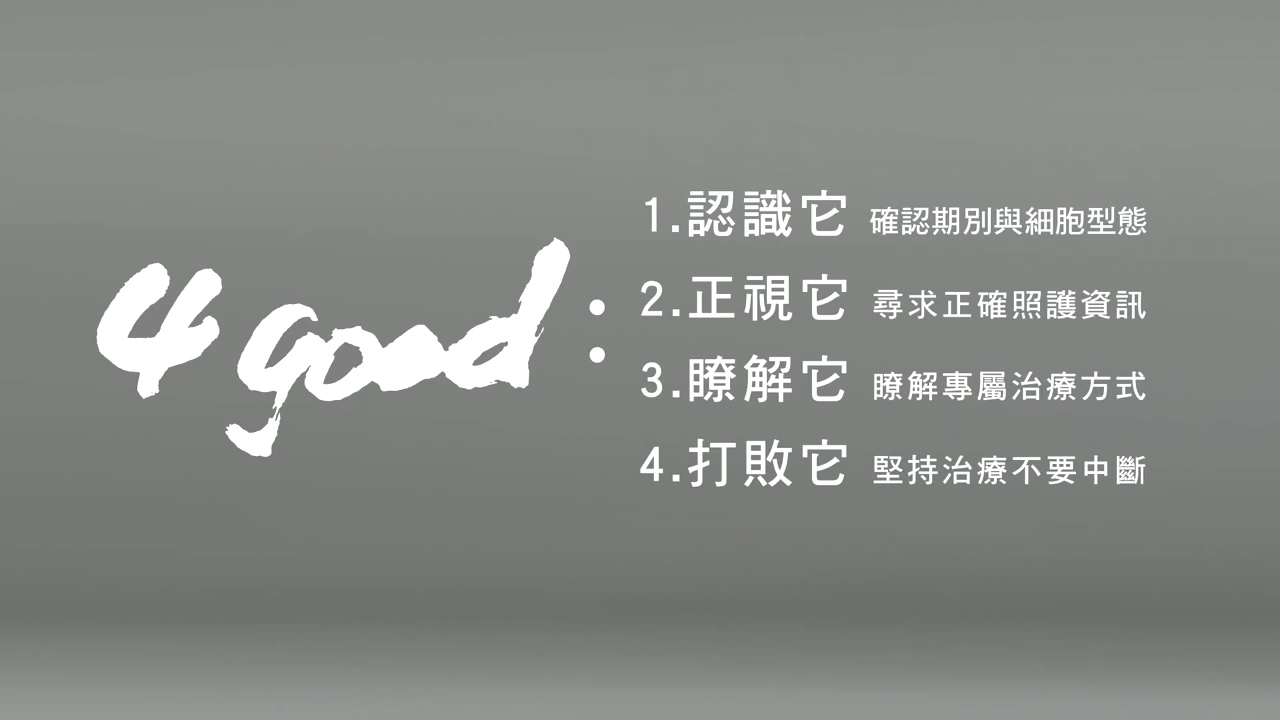 4 good：
1.認識它 確認期別與細胞型態
2.正視它 尋求正確照護資訊
3.瞭解它 瞭解專屬治療方式
4.打敗它 堅持治療不要中斷